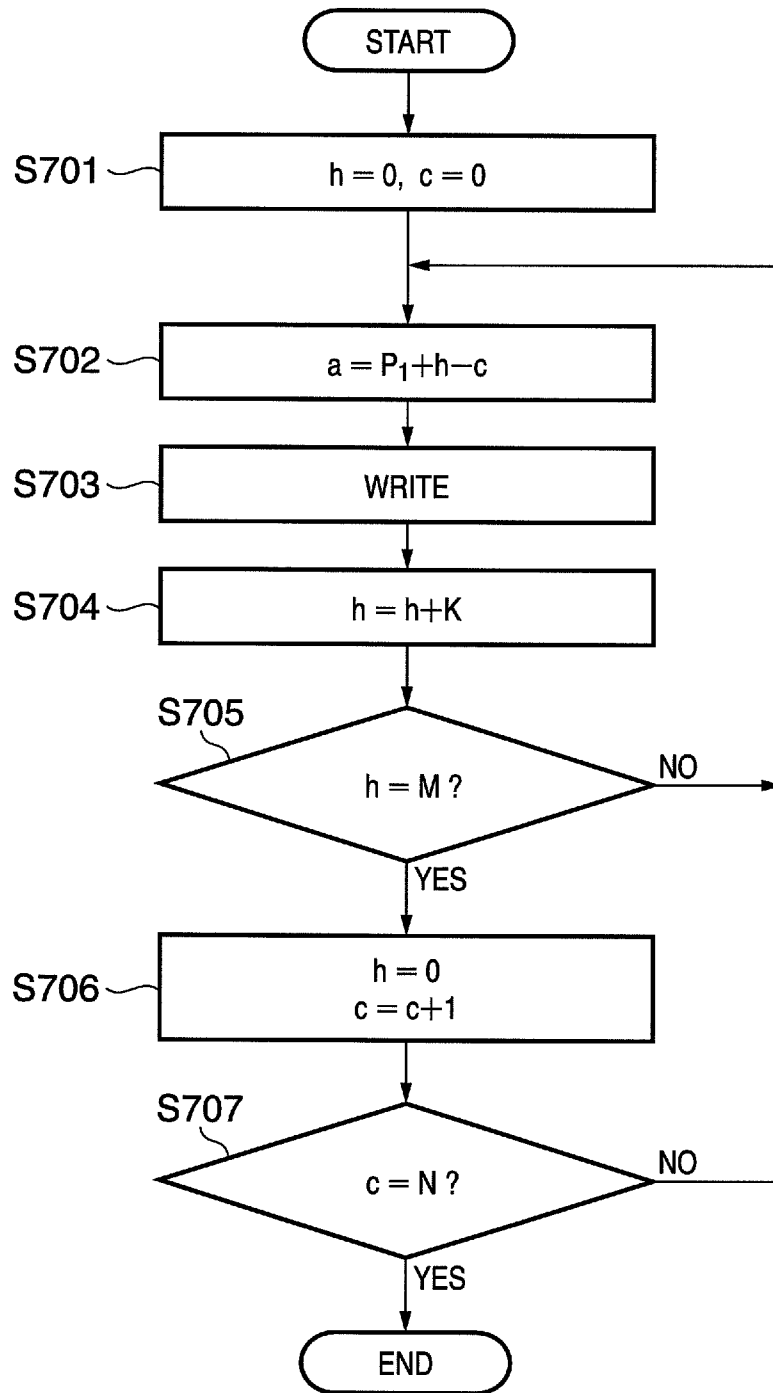 START
S701
h = 0, c = 0
S702
a = P₁+h−c
S703
WRITE
S704
h = h+K
S705
h = M ?
NO
YES
S706
h = 0
c = c+1
S707
c = N ?
NO
YES
END